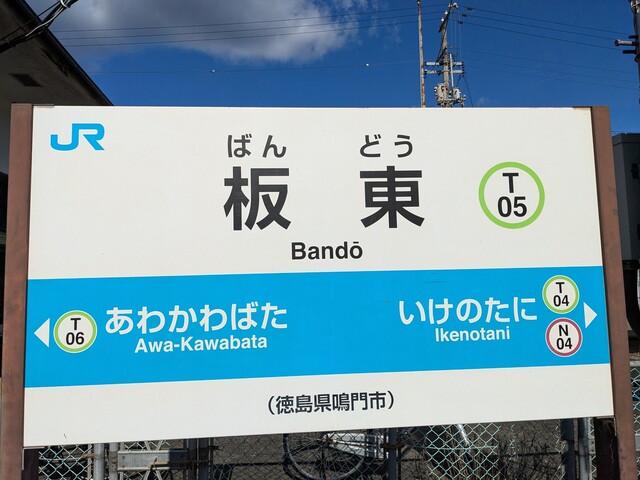 JR
ばん どう
板東
Bandō
T
05
T
06
あわかわばた
Awa-Kawabata
いけのたに
Ikenotani
T
04
N
04
(徳島県鳴門市)